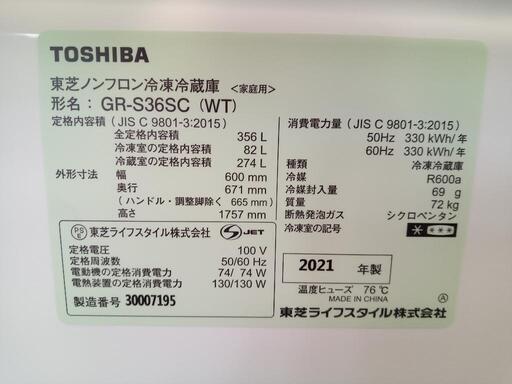 TOSHIBA
東芝ノンフロン冷凍冷蔵庫 <家庭用>
形名：GR-S36SC (WT)
定格内容積 (JIS C 9801-3:2015)
全定格内容積 356 L
冷凍室の定格内容積 82 L
冷蔵室の定格内容積 274 L
外形寸法 幅 600 mm
奥行 671 mm
(ハンドル・調整脚除く 665 mm)
高さ 1757 mm
消費電力量 (JIS C 9801-3:2015)
50Hz 330 kWh/年
60Hz 330 kWh/年
種類 冷凍冷蔵庫
冷媒 R600a
冷媒封入量 69 g
質量 72 kg
断熱発泡ガス シクロペンタン
冷凍室の記号
PS E 東芝ライフスタイル株式会社 S JET
定格電圧 100 V
定格周波数 50/60 Hz
電動機の定格消費電力 74/ 74 W
電熱装置の定格消費電力 130/130 W
製造番号 30007195
2021 年製
温度ヒューズ 76℃
MADE IN CHINA
A
東芝ライフスタイル株式会社